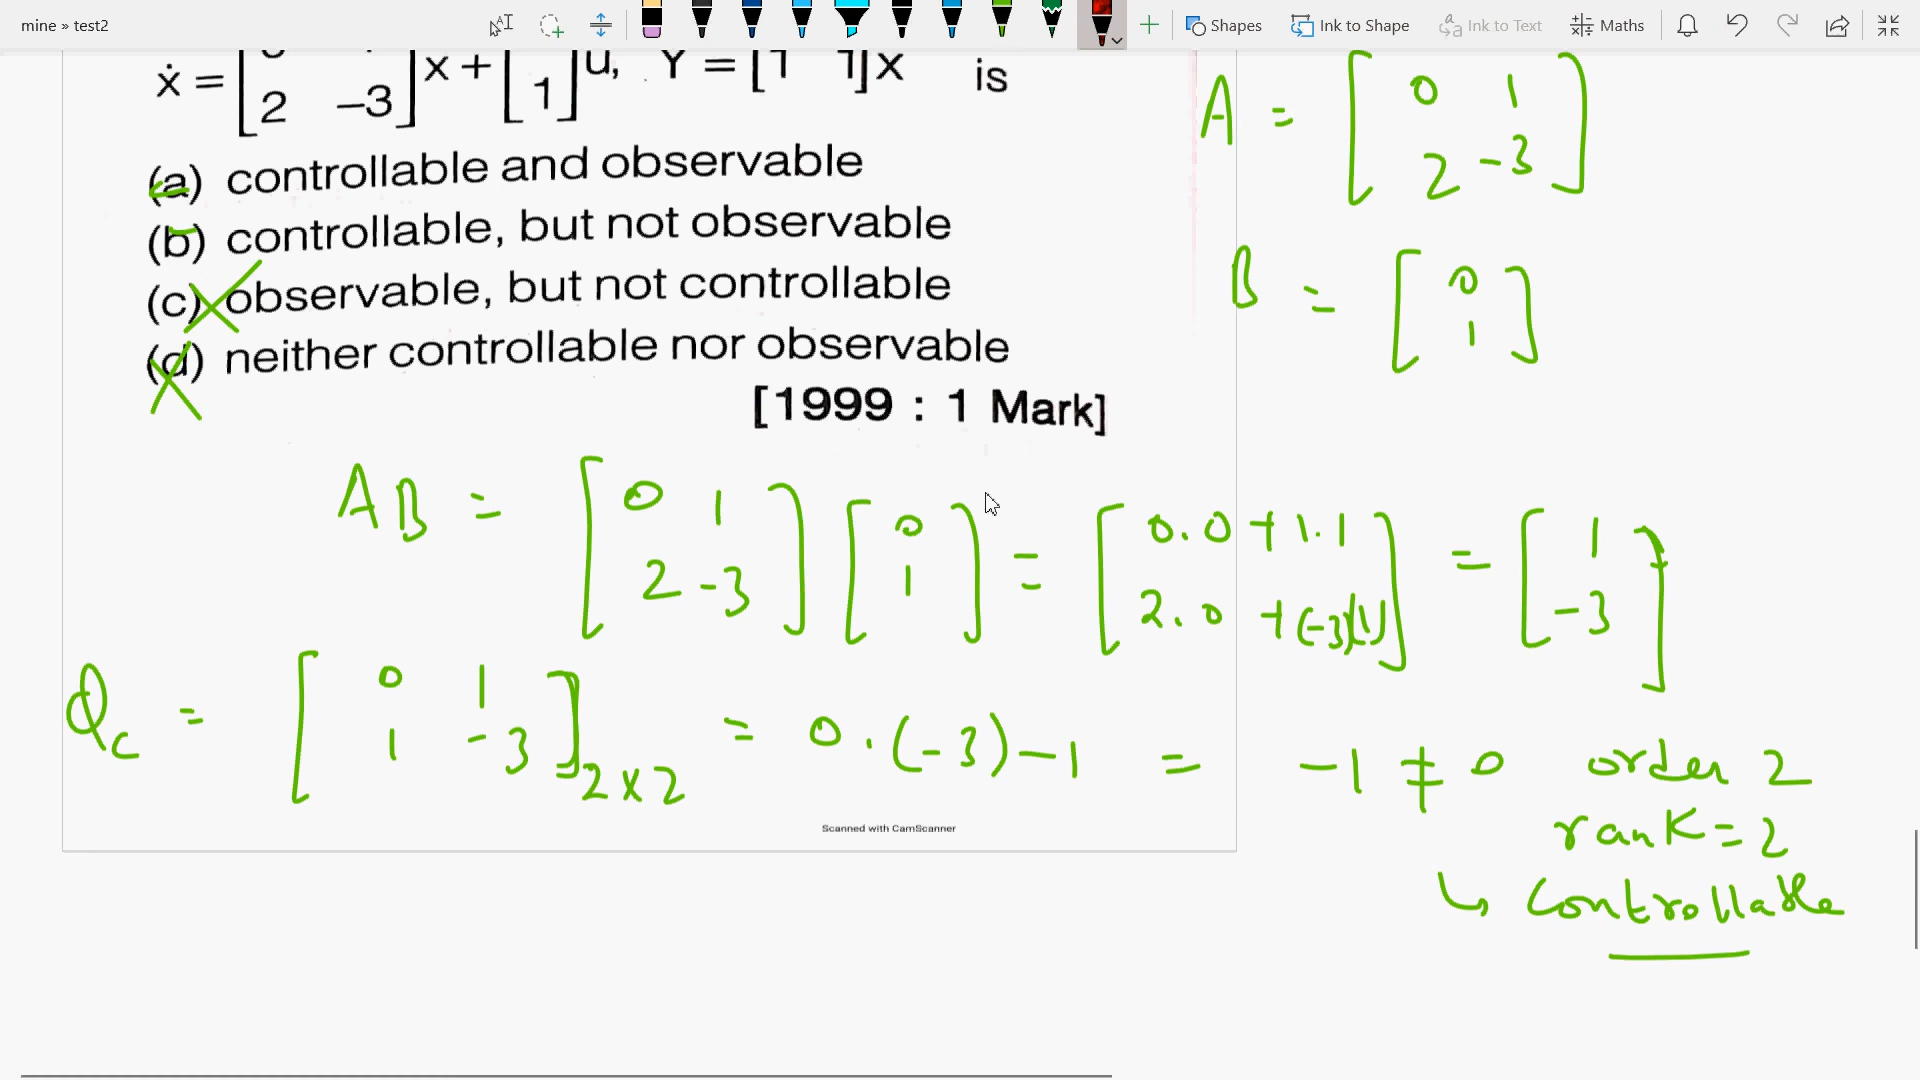 mine » test2
Shapes Ink to Shape Ink to Text Maths
ẋ = [2 −3] x + [1] u, Y = [1 1]x is
(a) controllable and observable
(b) controllable, but not observable
(c) observable, but not controllable
(d) neither controllable nor observable
[1999 : 1 Mark]
A = [0 1
2 -3]
B = [0
1]
AB = [0 1 [0 = [0.0 + 1.1 = [1
2 -3] 1] 2.0 + (-3)(1)] -3]
Qc = [0 1
1 -3]2x2 = 0.(-3)-1 = -1 ≠ 0 order 2
rank = 2
↳ Controllable
Scanned with CamScanner